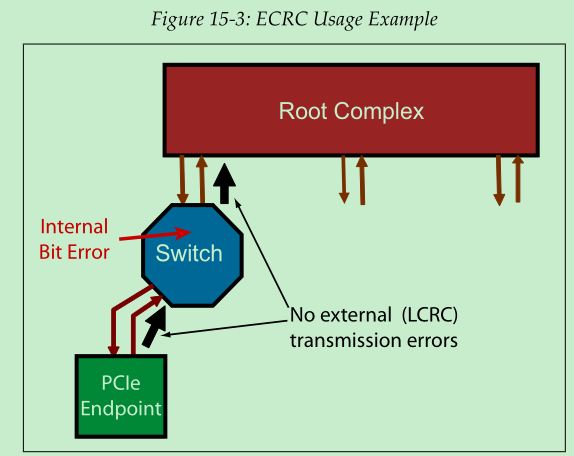 Figure 15-3: ECRC Usage Example
Root Complex
Internal
Bit Error
Switch
No external (LCRC)
transmission errors
PCIe
Endpoint